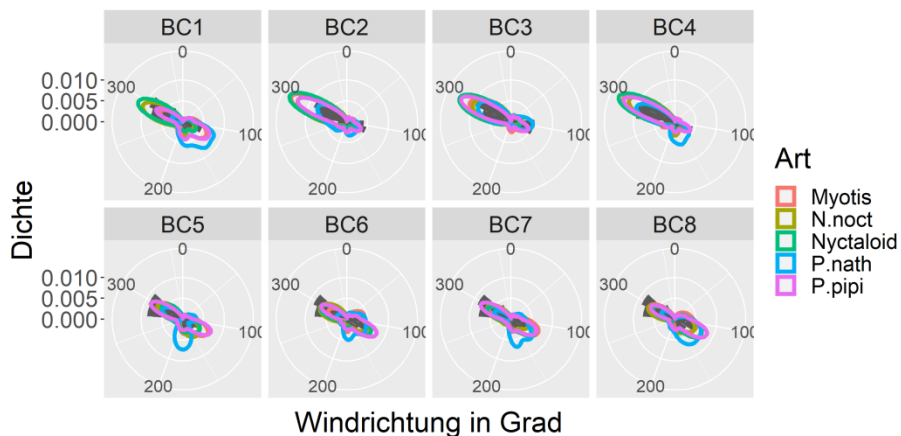 BC1 BC2 BC3 BC4
0 0 0 0
300 300 300 300
0.010
0.005
0.000
100 100 100 100
200 200 200 200
BC5 BC6 BC7 BC8
0 0 0 0
300 300 300 300
0.010
0.005
0.000
100 100 100 100
200 200 200 200
Dichte
Windrichtung in Grad
Art
Myotis
N.noct
Nyctaloid
P.nath
P.pipi